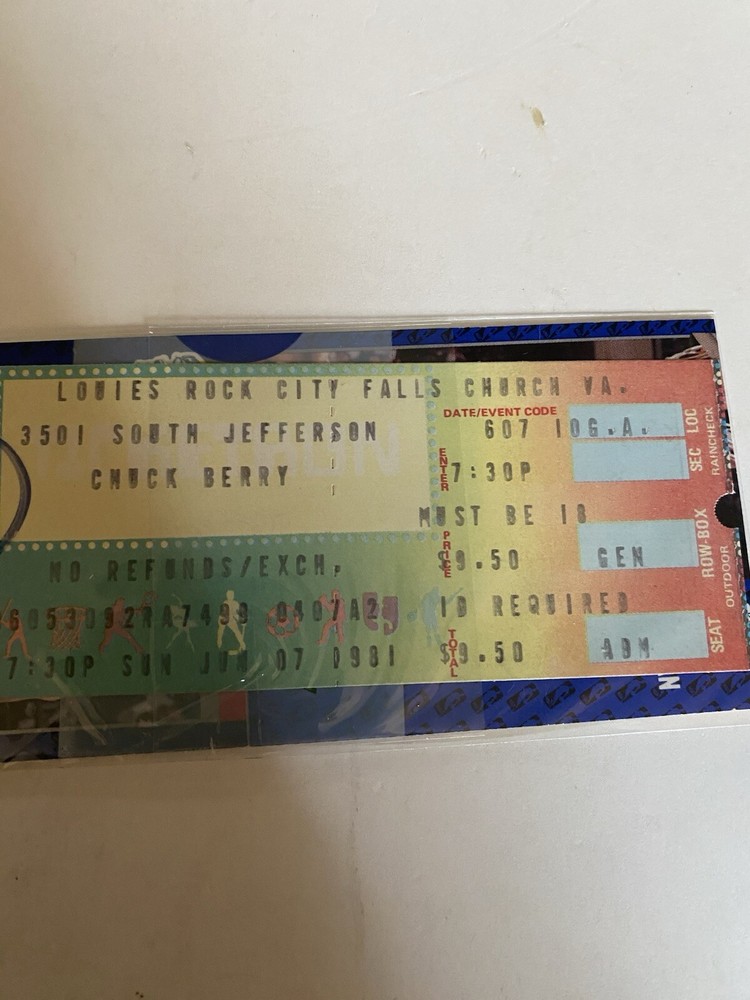 LOUIES ROCK CITY FALLS CHURCH VA.
DATE/EVENT CODE
3501 SOUTH JEFFERSON
607 10G.A.
CHUCK BERRY
ENTER
7:30P
MUST BE 18
NO REFUNDS/EXCH.
PRICE
$9.50
GEN
6053092RA7499 0407A2
ID REQUIRED
7:30P SUN JUN 07 1981
TOTAL
$9.50
ADM
SEC LOC
RAINCHECK
ROW-BOX
OUTDOOR
SEAT
N